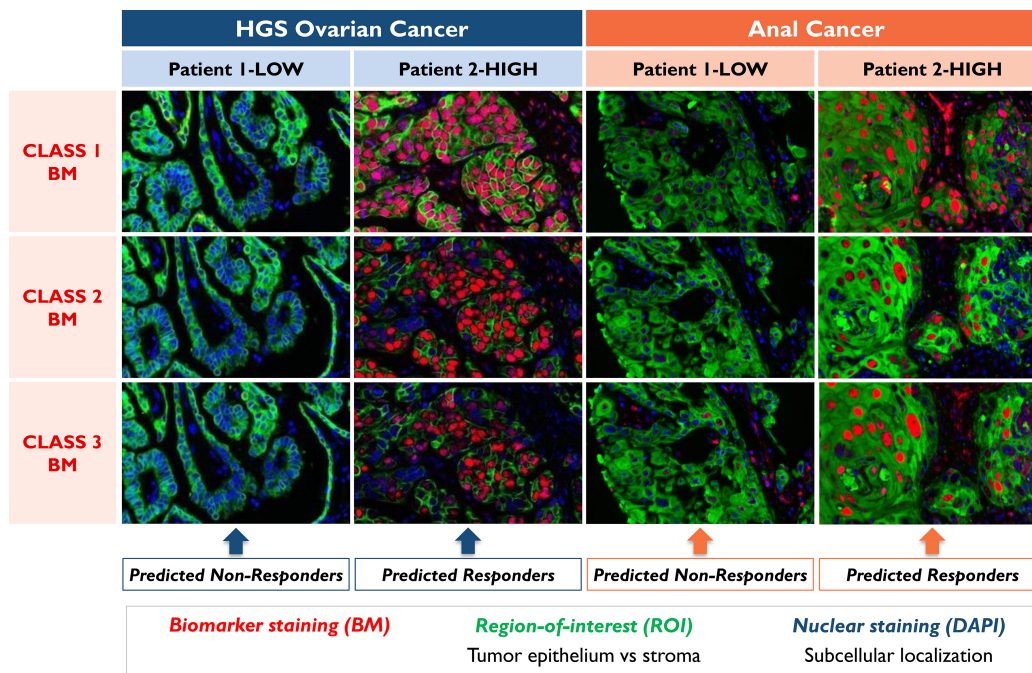 HGS Ovarian Cancer
Anal Cancer
Patient 1-LOW
Patient 2-HIGH
Patient 1-LOW
Patient 2-HIGH
CLASS 1
BM
CLASS 2
BM
CLASS 3
BM
Predicted Non-Responders
Predicted Responders
Predicted Non-Responders
Predicted Responders
Biomarker staining (BM)
Region-of-interest (ROI)
Nuclear staining (DAPI)
Tumor epithelium vs stroma
Subcellular localization